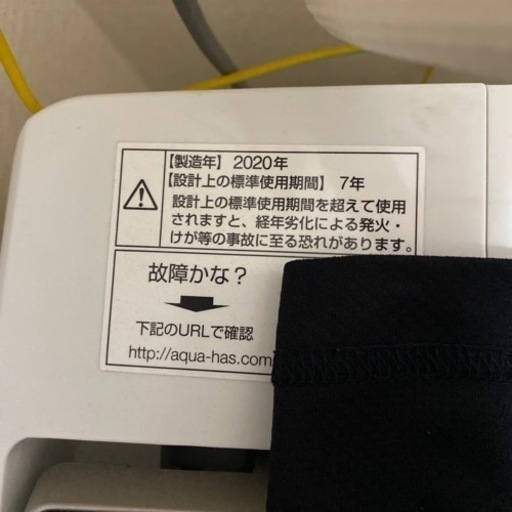 【製造年】 2020年
【設計上の標準使用期間】 7年
設計上の標準使用期間を超えて使用
されますと、経年劣化による発火・
けが等の事故に至る恐れがあります。
故障かな？
下記のURLで確認
http://aqua-has.com